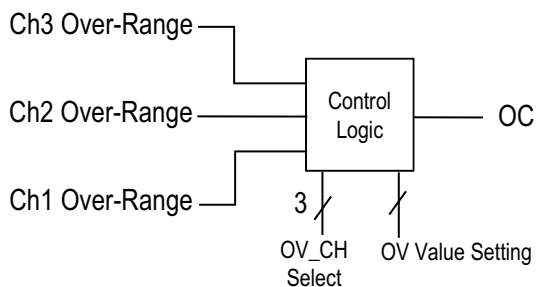 Ch3 Over-Range
Ch2 Over-Range
Ch1 Over-Range
Control
Logic
OC
3
OV_CH
Select
OV Value Setting